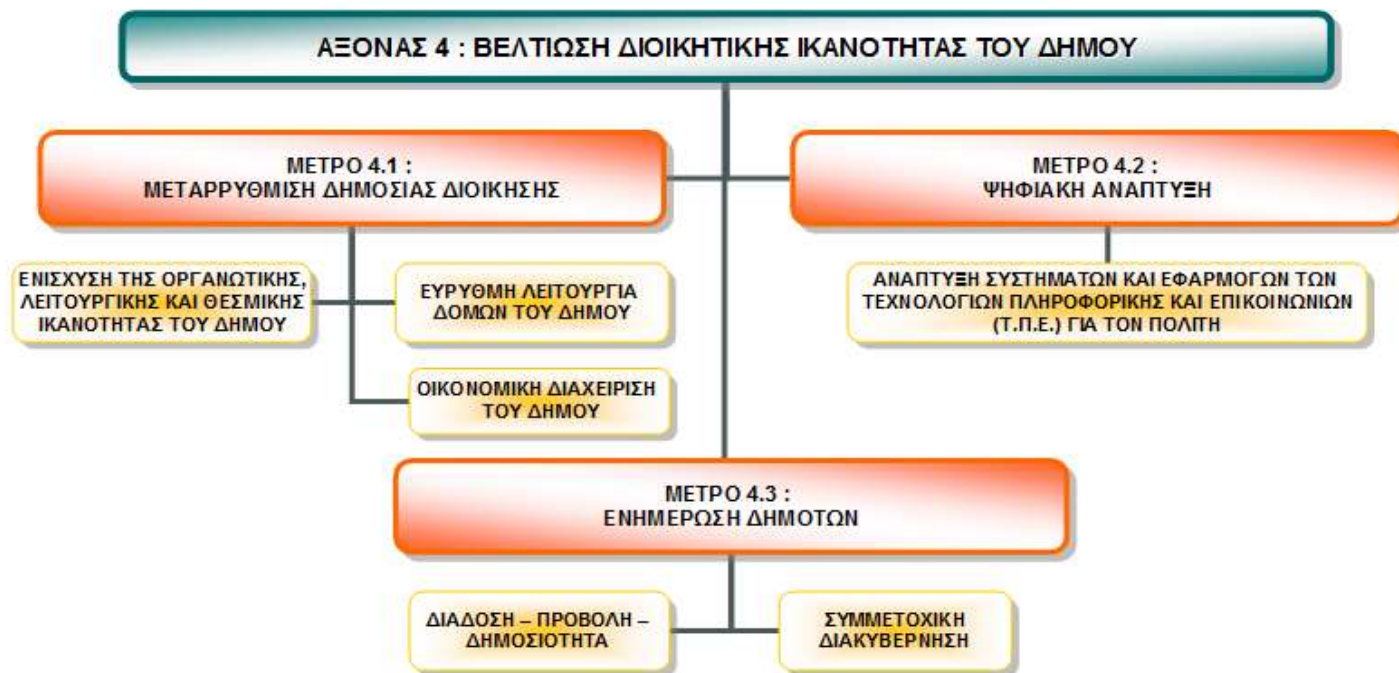 ΑΞΟΝΑΣ 4 : ΒΕΛΤΙΩΣΗ ΔΙΟΙΚΗΤΙΚΗΣ ΙΚΑΝΟΤΗΤΑΣ ΤΟΥ ΔΗΜΟΥ
ΜΕΤΡΟ 4.1 :
ΜΕΤΑΡΡΥΘΜΙΣΗ ΔΗΜΟΣΙΑΣ ΔΙΟΙΚΗΣΗΣ
ΜΕΤΡΟ 4.2 :
ΨΗΦΙΑΚΗ ΑΝΑΠΤΥΞΗ
ΕΝΙΣΧΥΣΗ ΤΗΣ ΟΡΓΑΝΩΤΙΚΗΣ,
ΛΕΙΤΟΥΡΓΙΚΗΣ ΚΑΙ ΘΕΣΜΙΚΗΣ
ΙΚΑΝΟΤΗΤΑΣ ΤΟΥ ΔΗΜΟΥ
ΕΥΡΥΘΜΗ ΛΕΙΤΟΥΡΓΙΑ
ΔΟΜΩΝ ΤΟΥ ΔΗΜΟΥ
ΑΝΑΠΤΥΞΗ ΣΥΣΤΗΜΑΤΩΝ ΚΑΙ ΕΦΑΡΜΟΓΩΝ ΤΩΝ
ΤΕΧΝΟΛΟΓΙΩΝ ΠΛΗΡΟΦΟΡΙΚΗΣ ΚΑΙ ΕΠΙΚΟΙΝΩΝΙΩΝ
(Τ.Π.Ε.) ΓΙΑ ΤΟΝ ΠΟΛΙΤΗ
ΟΙΚΟΝΟΜΙΚΗ ΔΙΑΧΕΙΡΙΣΗ
ΤΟΥ ΔΗΜΟΥ
ΜΕΤΡΟ 4.3 :
ΕΝΗΜΕΡΩΣΗ ΔΗΜΟΤΩΝ
ΔΙΑΔΟΣΗ – ΠΡΟΒΟΛΗ –
ΔΗΜΟΣΙΟΤΗΤΑ
ΣΥΜΜΕΤΟΧΙΚΗ
ΔΙΑΚΥΒΕΡΝΗΣΗ